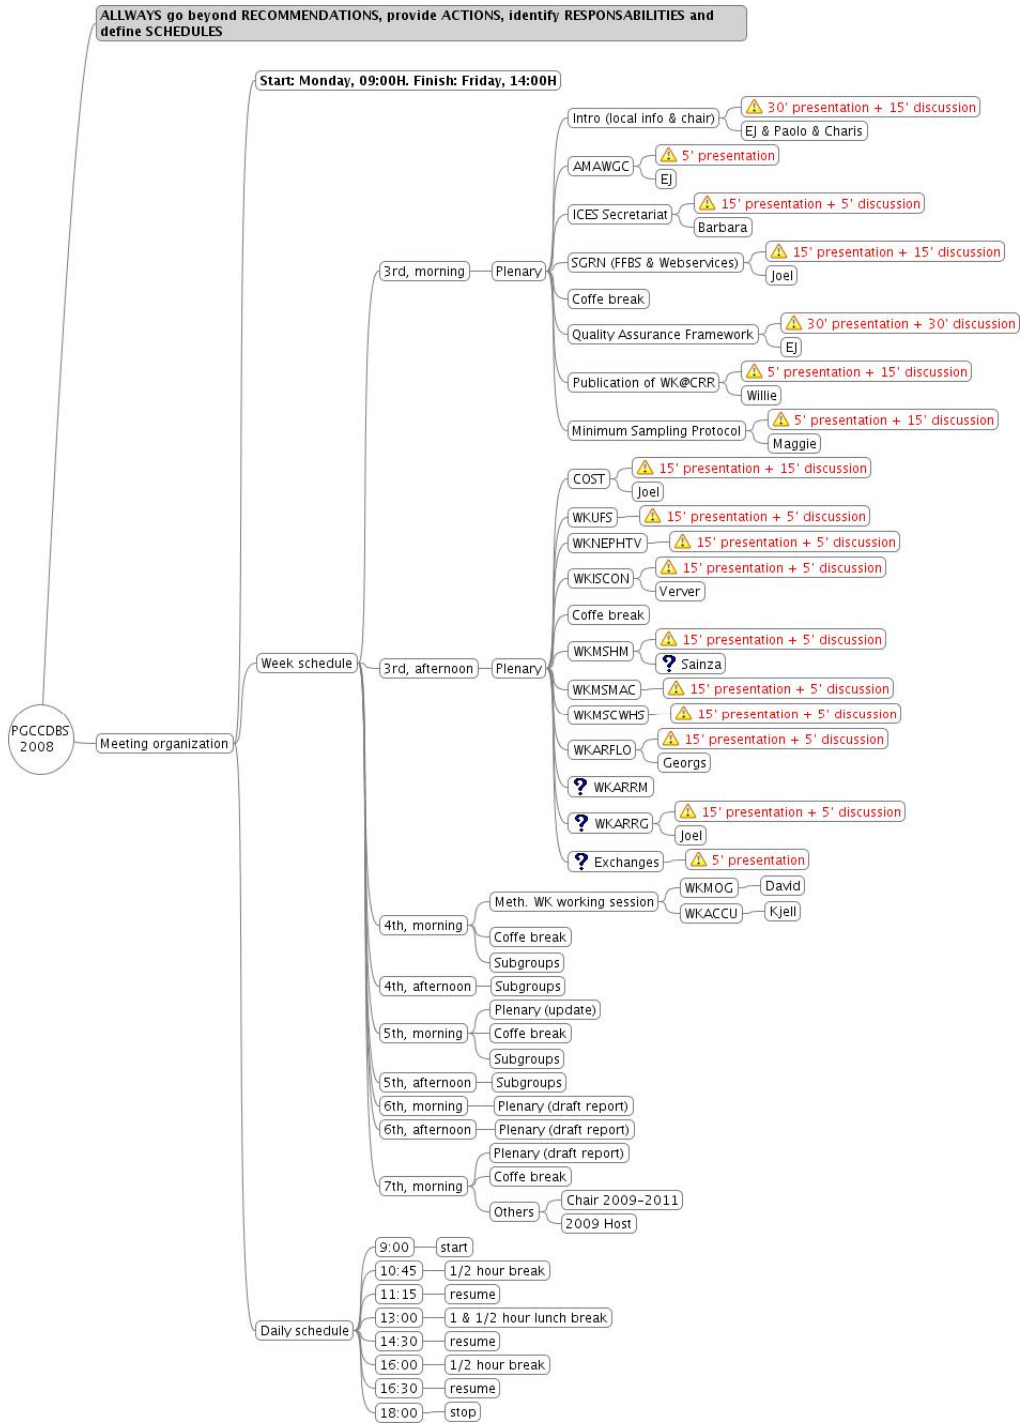 ALLWAYS go beyond RECOMMENDATIONS, provide ACTIONS, identify RESPONSABILITIES and
define SCHEDULES
PGCCDBS
2008
Meeting organization
Start: Monday, 09:00H. Finish: Friday, 14:00H
Week schedule
3rd, morning
Plenary
Intro (local info & chair)
30' presentation + 15' discussion
EJ & Paolo & Charis
AMAWGC
5' presentation
EJ
ICES Secretariat
15' presentation + 5' discussion
Barbara
SGRN (FFBS & Webservices)
15' presentation + 15' discussion
Joel
Coffe break
Quality Assurance Framework
30' presentation + 30' discussion
EJ
Publication of WK@CRR
5' presentation + 15' discussion
Willie
Minimum Sampling Protocol
5' presentation + 15' discussion
Maggie
3rd, afternoon
Plenary
COST
15' presentation + 15' discussion
Joel
WKUFS
15' presentation + 5' discussion
WKNEPHTV
15' presentation + 5' discussion
WKISCON
15' presentation + 5' discussion
Verver
Coffe break
WKMSHM
15' presentation + 5' discussion
? Sainza
WKMSMAC
15' presentation + 5' discussion
WKMSCWHS
15' presentation + 5' discussion
WKARFLO
15' presentation + 5' discussion
Georgs
? WKARRM
? WKARRG
15' presentation + 5' discussion
Joel
? Exchanges
5' presentation
4th, morning
Meth. WK working session
WKMOG
David
WKACCU
Kjell
Coffe break
Subgroups
4th, afternoon
Subgroups
5th, morning
Plenary (update)
Coffe break
Subgroups
5th, afternoon
Subgroups
6th, morning
Plenary (draft report)
6th, afternoon
Plenary (draft report)
7th, morning
Plenary (draft report)
Coffe break
Others
Chair 2009-2011
2009 Host
Daily schedule
9:00
start
10:45
1/2 hour break
11:15
resume
13:00
1 & 1/2 hour lunch break
14:30
resume
16:00
1/2 hour break
16:30
resume
18:00
stop